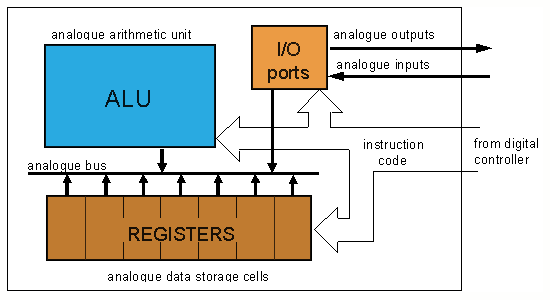 analogue arithmetic unit
ALU
I/O
ports
analogue outputs
analogue inputs
instruction
code
from digital
controller
analogue bus
REGISTERS
analogue data storage cells